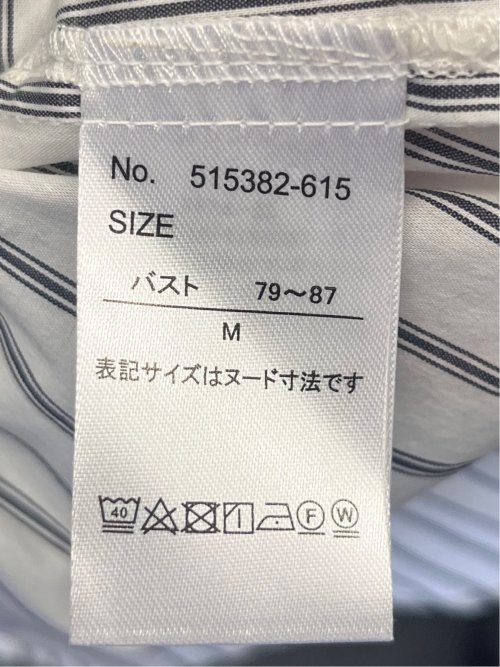 No. 515382-615
SIZE
バスト 79～87
M
表記サイズはヌード寸法です
40 F W